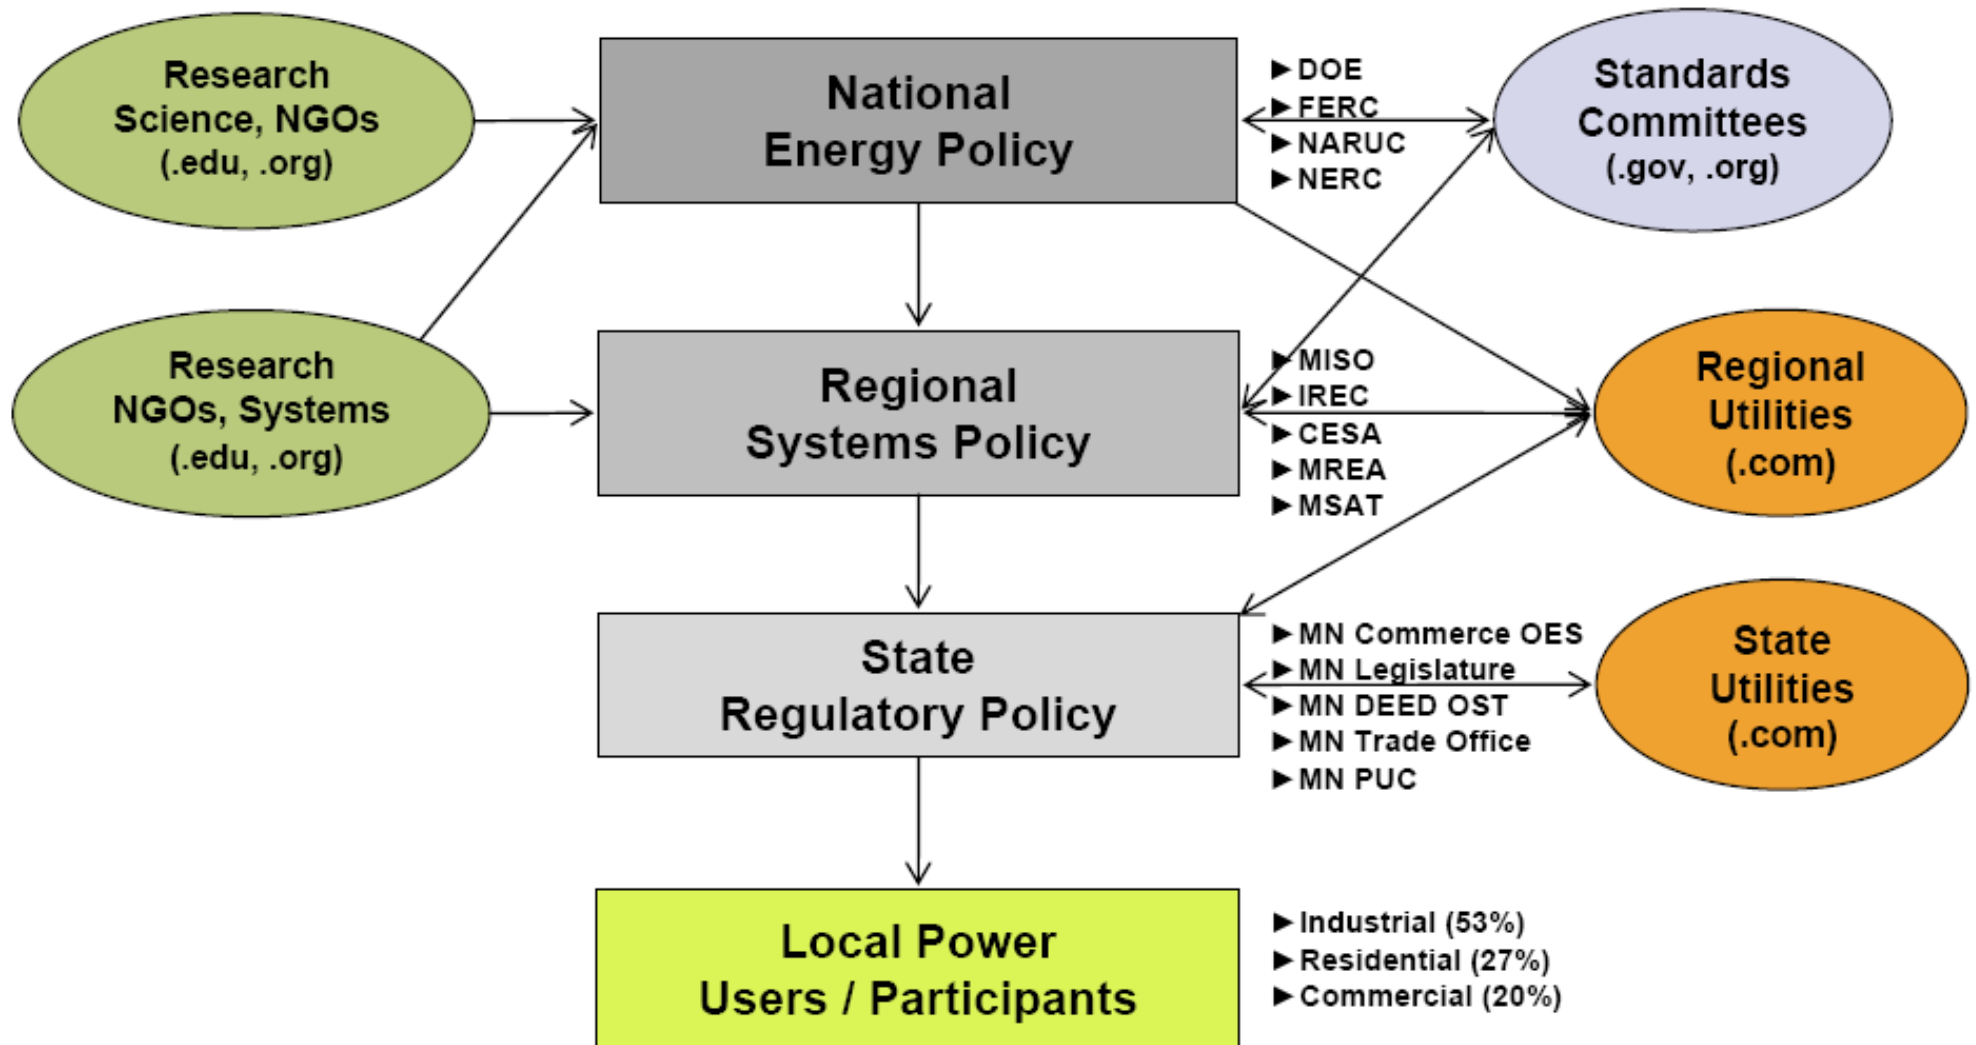 Research
Science, NGOs
(.edu, .org)
National
Energy Policy
►DOE
►FERC
►NARUC
►NERC
Standards
Committees
(.gov, .org)
Research
NGOs, Systems
(.edu, .org)
Regional
Systems Policy
►MISO
►IREC
►CESA
►MREA
►MSAT
Regional
Utilities
(.com)
State
Regulatory Policy
►MN Commerce OES
►MN Legislature
►MN DEED OST
►MN Trade Office
►MN PUC
State
Utilities
(.com)
Local Power
Users / Participants
►Industrial (53%)
►Residential (27%)
►Commercial (20%)